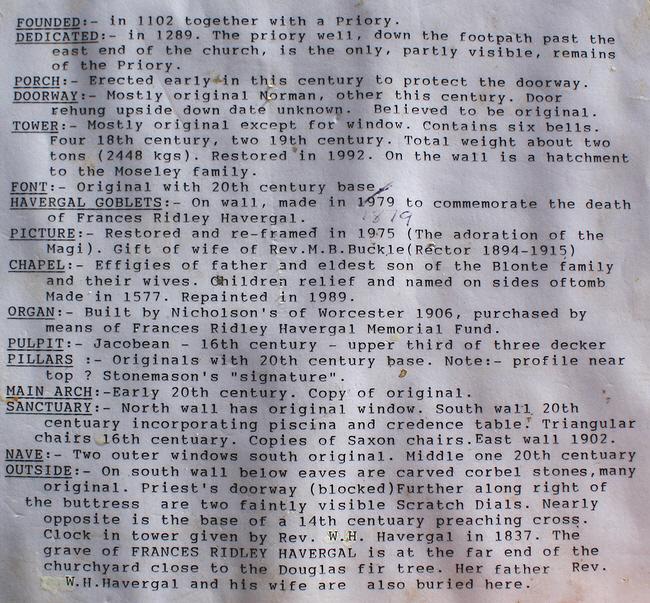 FOUNDED:- in 1102 together with a Priory.
DEDICATED:- in 1289. The priory well, down the footpath past the
east end of the church, is the only, partly visible, remains
of the Priory.
PORCH:- Erected early in this century to protect the doorway.
DOORWAY:- Mostly original Norman, other this century. Door
rehung upside down date unknown. Believed to be original.
TOWER:- Mostly original except for window. Contains six bells.
Four 18th century, two 19th century. Total weight about two
tons (2448 kgs). Restored in 1992. On the wall is a hatchment
to the Moseley family.
FONT:- Original with 20th century base.
HAVERGAL GOBLETS:- On wall, made in 1979 to commemorate the death
of Frances Ridley Havergal. 1879
PICTURE:- Restored and re-framed in 1975 (The adoration of the
Magi). Gift of wife of Rev.M.B.Buckle(Rector 1894-1915)
CHAPEL:- Effigies of father and eldest son of the Blonte family
and their wives. Children relief and named on sides oftomb
Made in 1577. Repainted in 1989.
ORGAN:- Built by Nicholson's of Worcester 1906, purchased by
means of Frances Ridley Havergal Memorial Fund.
PULPIT:- Jacobean - 16th century - upper third of three decker
PILLARS :- Originals with 20th century base. Note:- profile near
top ? Stonemason's "signature".
MAIN ARCH:-Early 20th century. Copy of original.
SANCTUARY:- North wall has original window. South wall 20th
centuary incorporating piscina and credence table. Triangular
chairs 16th centuary. Copies of Saxon chairs.East wall 1902.
NAVE:- Two outer windows south original. Middle one 20th centuary
OUTSIDE:- On south wall below eaves are carved corbel stones,many
original. Priest's doorway (blocked)Further along right of
the buttress are two faintly visible Scratch Dials. Nearly
opposite is the base of a 14th centuary preaching cross.
Clock in tower given by Rev. W.H. Havergal in 1837. The
grave of FRANCES RIDLEY HAVERGAL is at the far end of the
churchyard close to the Douglas fir tree. Her father Rev.
W.H.Havergal and his wife are also buried here.